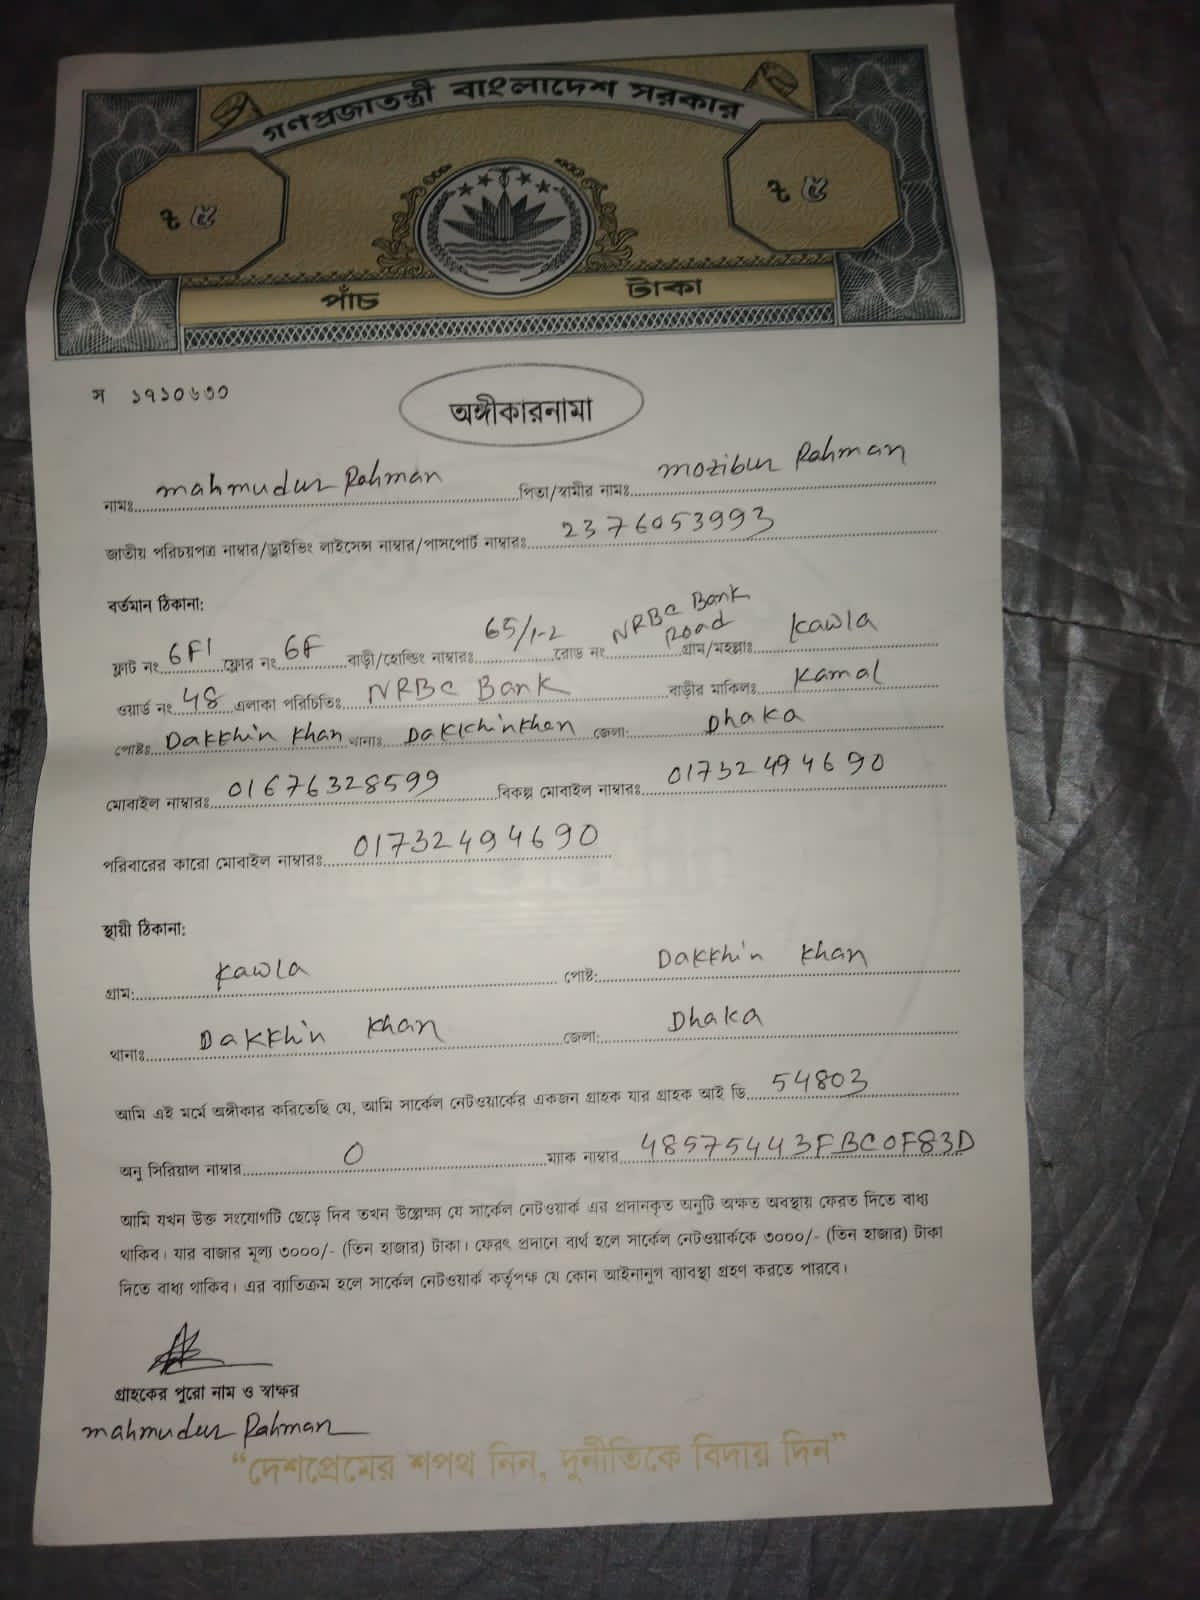 গণপ্রজাতন্ত্রী বাংলাদেশ সরকার
৳ ৫ ৳ ৫
পাঁচ টাকা
স ১৭১০৬৩০
অঙ্গীকারনামা
নামঃ mahmudur Rahman পিতা/স্বামীর নামঃ mozibur Rahman
জাতীয় পরিচয়পত্র নাম্বার/ড্রাইভিং লাইসেন্স নাম্বার/পাসপোর্ট নাম্বারঃ 2376053993
বর্তমান ঠিকানা:
ফ্লাট নং 6F1 ফ্লোর নং 6F বাড়ী/হোল্ডিং নাম্বারঃ 65/1-2 রোড নং NRBC Bank Road গ্রাম/মহল্লাঃ Kawla
ওয়ার্ড নং 48 এলাকা পরিচিতিঃ NRBC Bank বাড়ীর মাকিলঃ Kamal
পোষ্টঃ Dakkhin Khan থানাঃ Dakkhinkhan জেলা: Dhaka
মোবাইল নাম্বারঃ 01676328599 বিকল্প মোবাইল নাম্বারঃ 01732494690
পরিবারের কারো মোবাইল নাম্বারঃ 01732494690
স্থায়ী ঠিকানা:
গ্রাম: Kawla পোষ্ট: Dakkhin Khan
থানাঃ Dakkhin Khan জেলা: Dhaka
আমি এই মর্মে অঙ্গীকার করিতেছি যে, আমি সার্কেল নেটওয়ার্কের একজন গ্রাহক যার গ্রাহক আই ডি 54803
অনু সিরিয়াল নাম্বার 0 ম্যাক নাম্বার 48575443FBC0F83D
আমি যখন উক্ত সংযোগটি ছেড়ে দিব তখন উল্লেক্ষ্য যে সার্কেল নেটওয়ার্ক এর প্রদানকৃত অনুটি অক্ষত অবস্থায় ফেরত দিতে বাধ্য
থাকিব। যার বাজার মূল্য ৩০০০/- (তিন হাজার) টাকা। ফেরৎ প্রদানে ব্যর্থ হলে সার্কেল নেটওয়ার্ককে ৩০০০/- (তিন হাজার) টাকা
দিতে বাধ্য থাকিব। এর ব্যাতিক্রম হলে সার্কেল নেটওয়ার্ক কর্তৃপক্ষ যে কোন আইনানুগ ব্যাবস্থা গ্রহণ করতে পারবে।
গ্রাহকের পুরো নাম ও স্বাক্ষর
mahmudur Rahman
“দেশপ্রেমের শপথ নিন, দুর্নীতিকে বিদায় দিন”